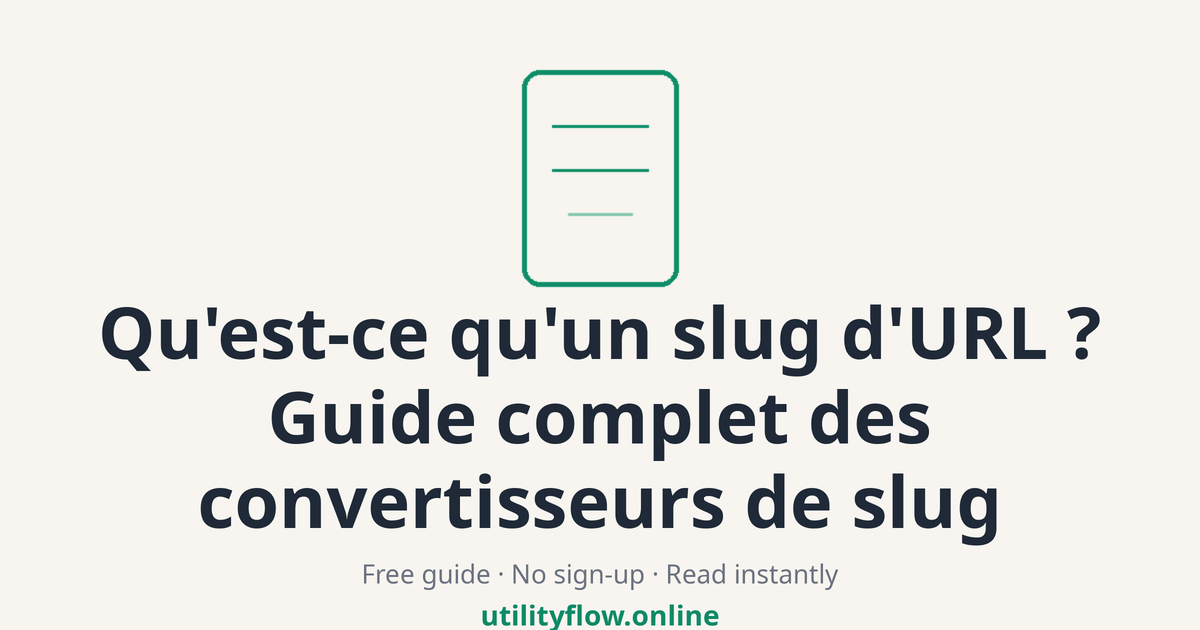 Qu'est-ce qu'un slug d'URL ?
Guide complet des
convertisseurs de slug
Free guide · No sign-up · Read instantly
utilityflow.online